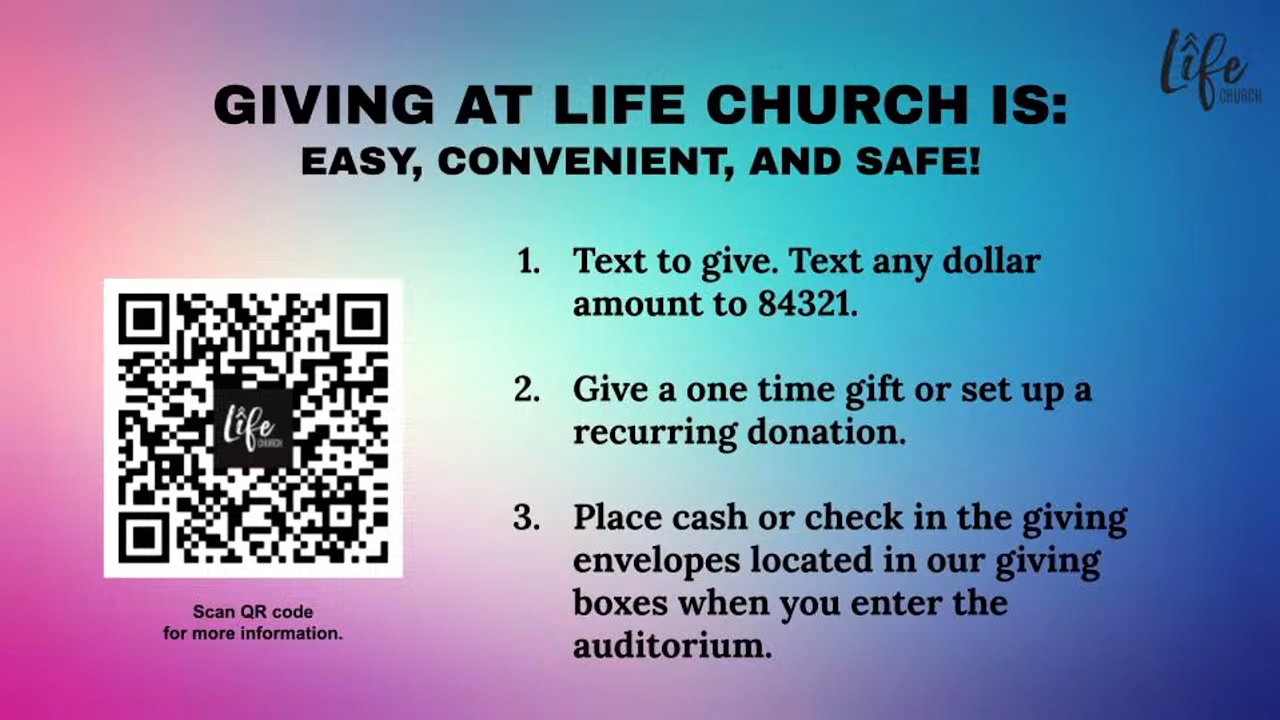 Life
CHURCH
GIVING AT LIFE CHURCH IS:
EASY, CONVENIENT, AND SAFE!
1. Text to give. Text any dollar
amount to 84321.
2. Give a one time gift or set up a
recurring donation.
3. Place cash or check in the giving
envelopes located in our giving
boxes when you enter the
auditorium.
Life
CHURCH
Scan QR code
for more information.